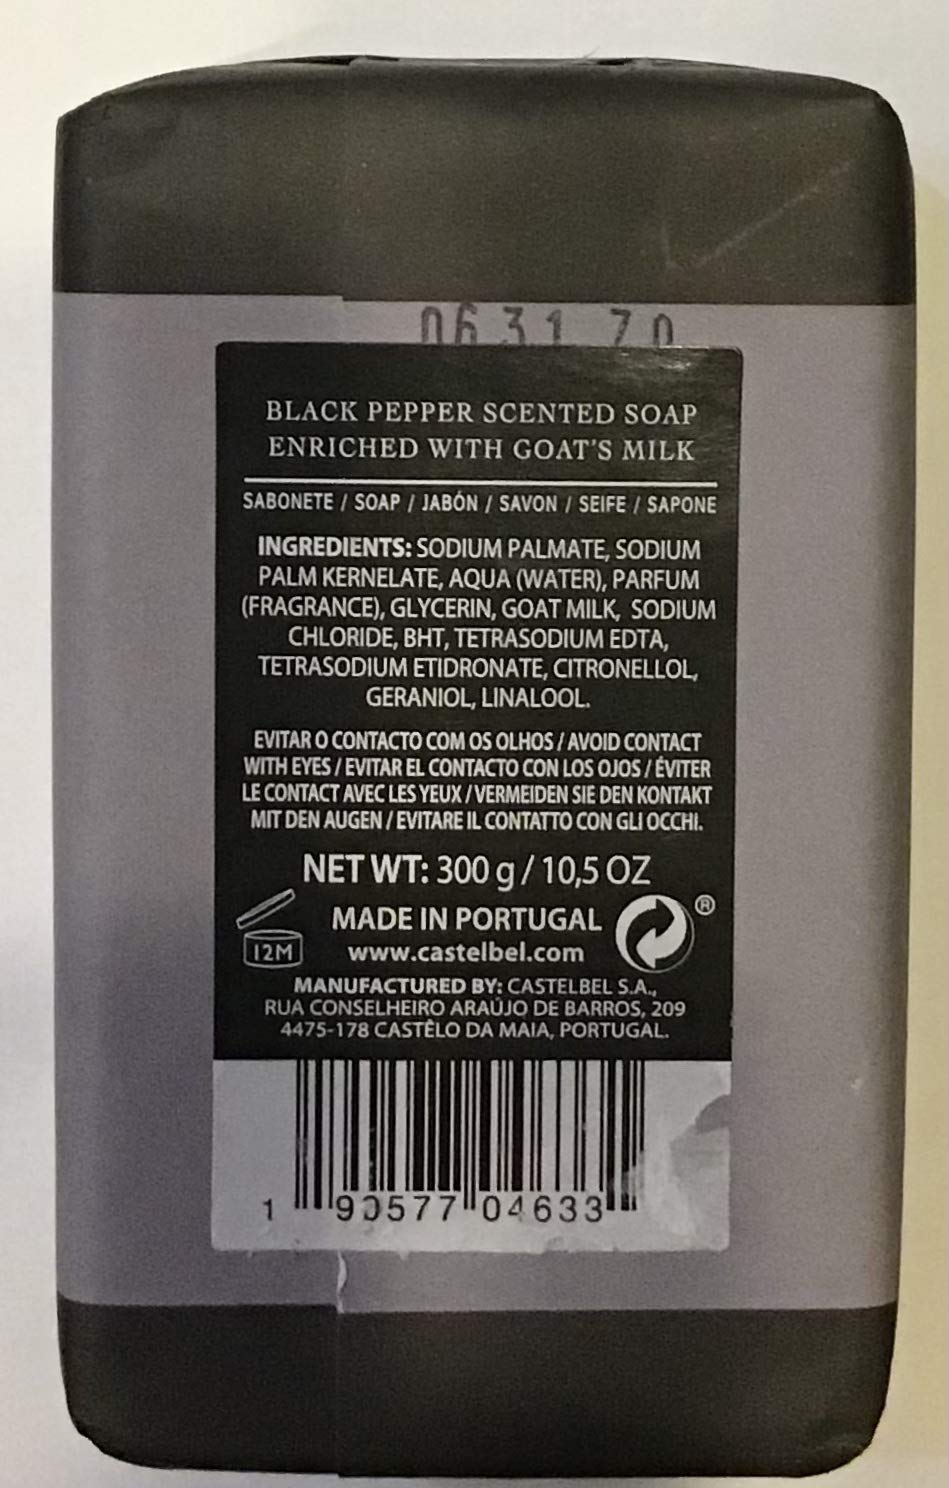 BLACK PEPPER SCENTED SOAP
ENRICHED WITH GOAT'S MILK
SABONETE / SOAP / JABÓN / SAVON / SEIFE / SAPONE
INGREDIENTS: SODIUM PALMATE, SODIUM
PALM KERNELATE, AQUA (WATER), PARFUM
(FRAGRANCE), GLYCERIN, GOAT MILK, SODIUM
CHLORIDE, BHT, TETRASODIUM EDTA,
TETRASODIUM ETIDRONATE, CITRONELLOL,
GERANIOL, LINALOOL.
EVITAR O CONTACTO COM OS OLHOS / AVOID CONTACT
WITH EYES / EVITAR EL CONTACTO CON LOS OJOS / ÉVITER
LE CONTACT AVEC LES YEUX / VERMEIDEN SIE DEN KONTAKT
MIT DEN AUGEN / EVITARE IL CONTATTO CON GLI OCCHI.
NET WT: 300 g / 10,5 OZ
MADE IN PORTUGAL ®
12M www.castelbel.com
MANUFACTURED BY: CASTELBEL S.A.,
RUA CONSELHEIRO ARAÚJO DE BARROS, 209
4475-178 CASTÊLO DA MAIA, PORTUGAL.
1 90577 04633